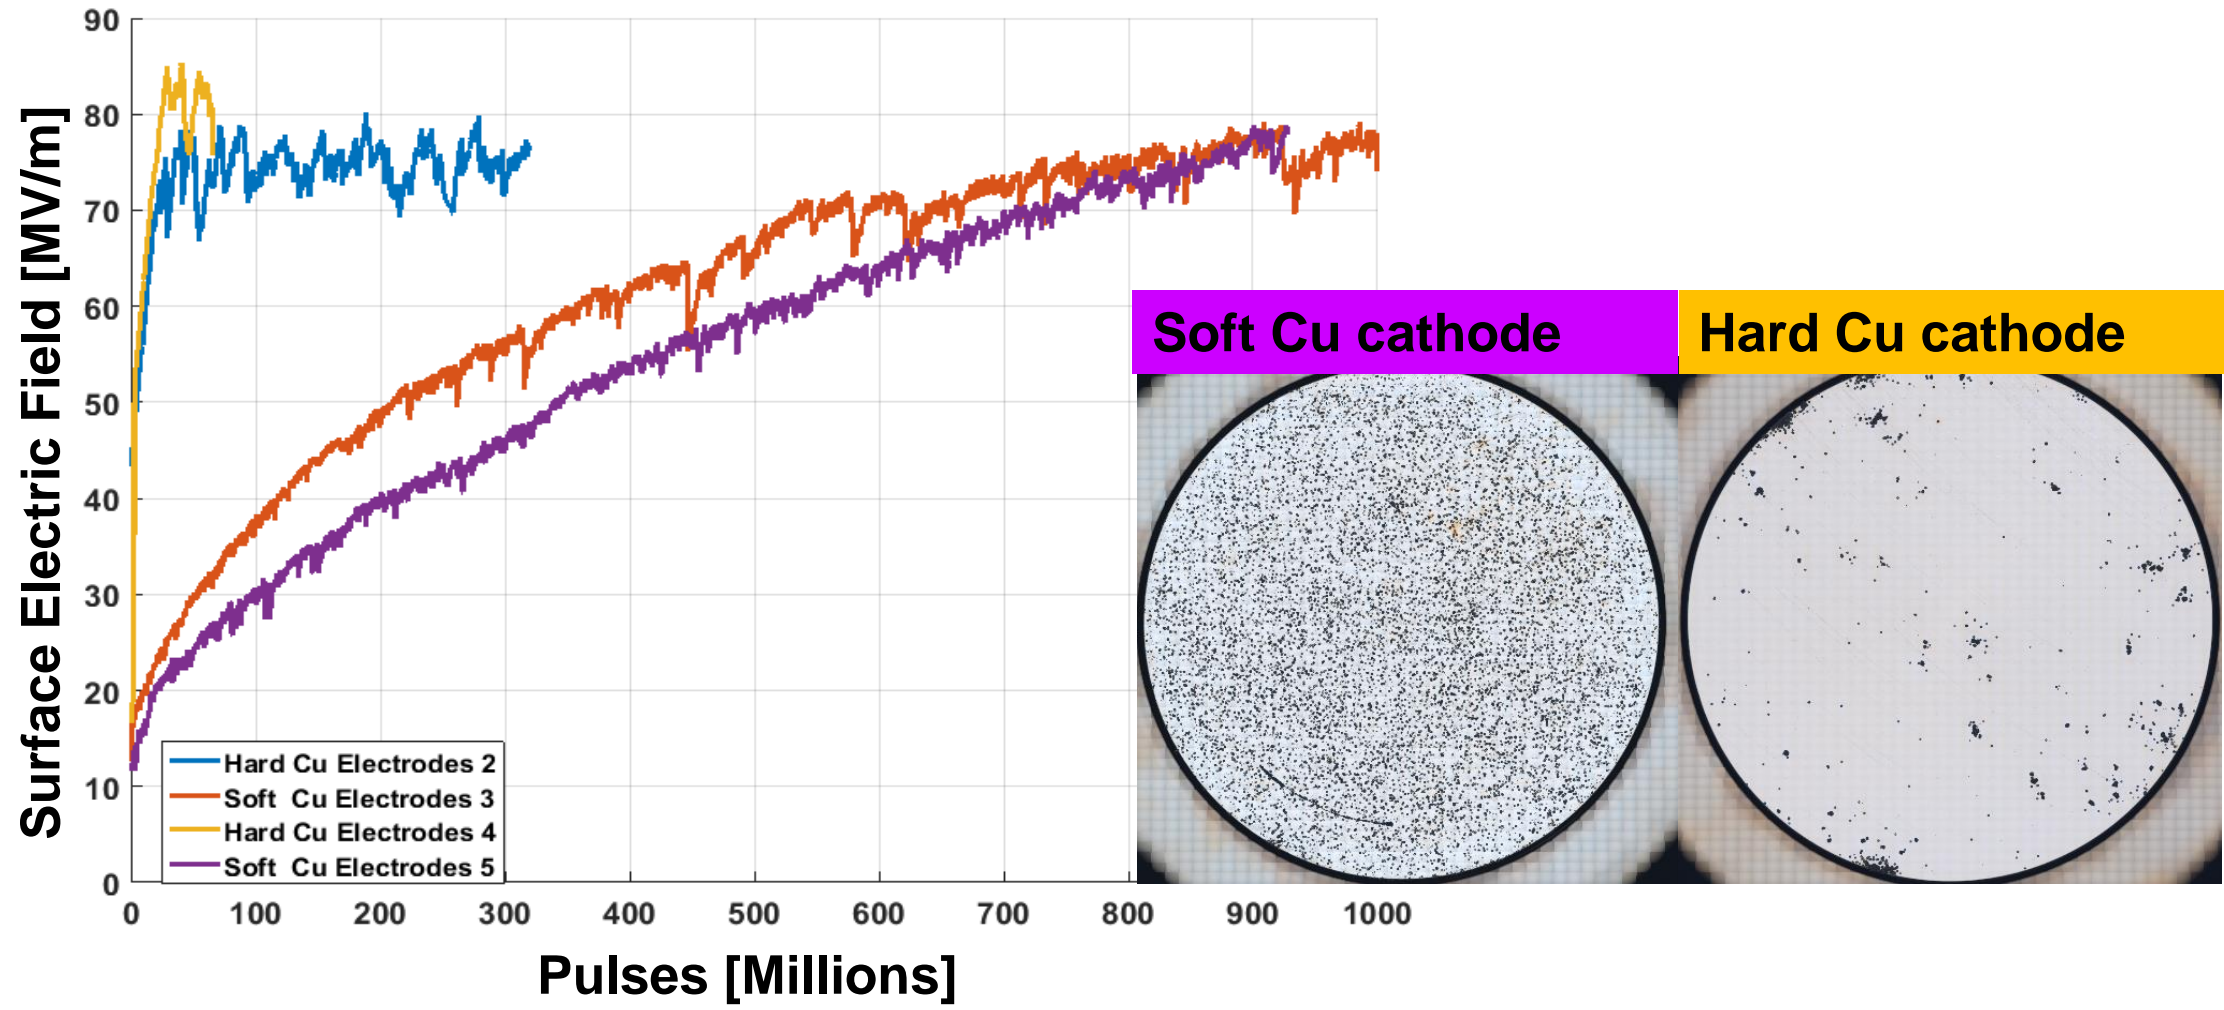 90
80
70
60
50
40
30
20
10
0
Surface Electric Field [MV/m]
Hard Cu Electrodes 2
Soft Cu Electrodes 3
Hard Cu Electrodes 4
Soft Cu Electrodes 5
0 100 200 300 400 500 600 700 800 900 1000
Pulses [Millions]
Soft Cu cathode
Hard Cu cathode